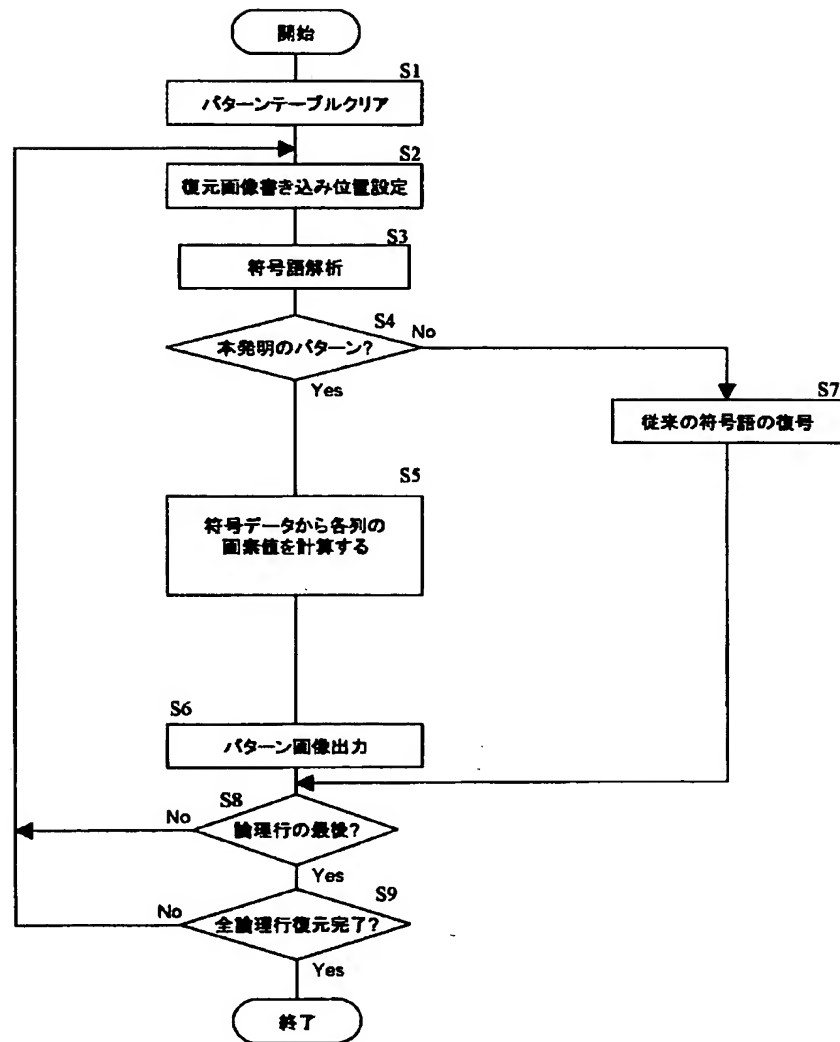 開始
S1
パターンテーブルクリア
S2
復元画像書き込み位置設定
S3
符号語解析
S4
本発明のパターン?
No
Yes
S7
従来の符号語の復号
S5
符号データから各列の
画素値を計算する
S6
パターン画像出力
S8
論理行の最後?
No
Yes
S9
全論理行復元完了?
No
Yes
終了